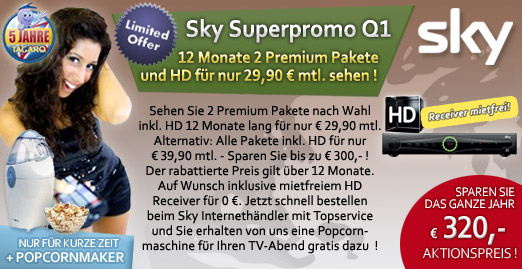 5 JAHRE
TAGARO
Limited
Offer
Sky Superpromo Q1
12 Monate 2 Premium Pakete
und HD für nur 29,90 € mtl. sehen !
sky
HD
Receiver mietfrei!
Sehen Sie 2 Premium Pakete nach Wahl
inkl. HD 12 Monate lang für nur € 29,90 mtl.
Alternativ: Alle Pakete inkl. HD für nur
€ 39,90 mtl. - Sparen Sie bis zu € 300,- !
Der rabattierte Preis gilt über 12 Monate.
Auf Wunsch inklusive mietfreiem HD
Receiver für 0 €. Jetzt schnell bestellen
beim Sky Internethändler mit Topservice
und Sie erhalten von uns eine Popcorn-
maschine für Ihren TV-Abend gratis dazu !
SPAREN SIE
DAS GANZE JAHR
€ 320,-
AKTIONSPREIS !
NUR FÜR KURZE ZEIT
+ POPCORNMAKER